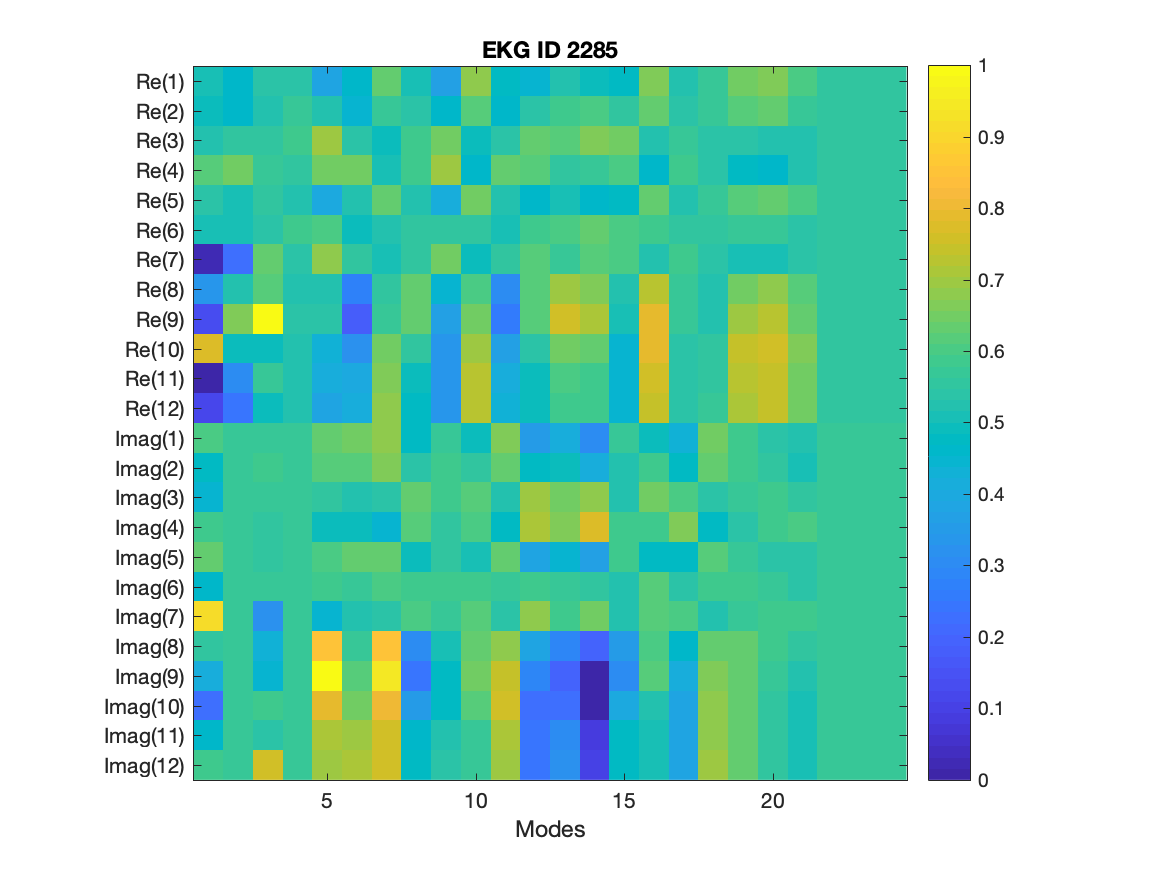 EKG ID 2285
Re(1)
Re(2)
Re(3)
Re(4)
Re(5)
Re(6)
Re(7)
Re(8)
Re(9)
Re(10)
Re(11)
Re(12)
Imag(1)
Imag(2)
Imag(3)
Imag(4)
Imag(5)
Imag(6)
Imag(7)
Imag(8)
Imag(9)
Imag(10)
Imag(11)
Imag(12)
5 10 15 20
Modes
1
0.9
0.8
0.7
0.6
0.5
0.4
0.3
0.2
0.1
0